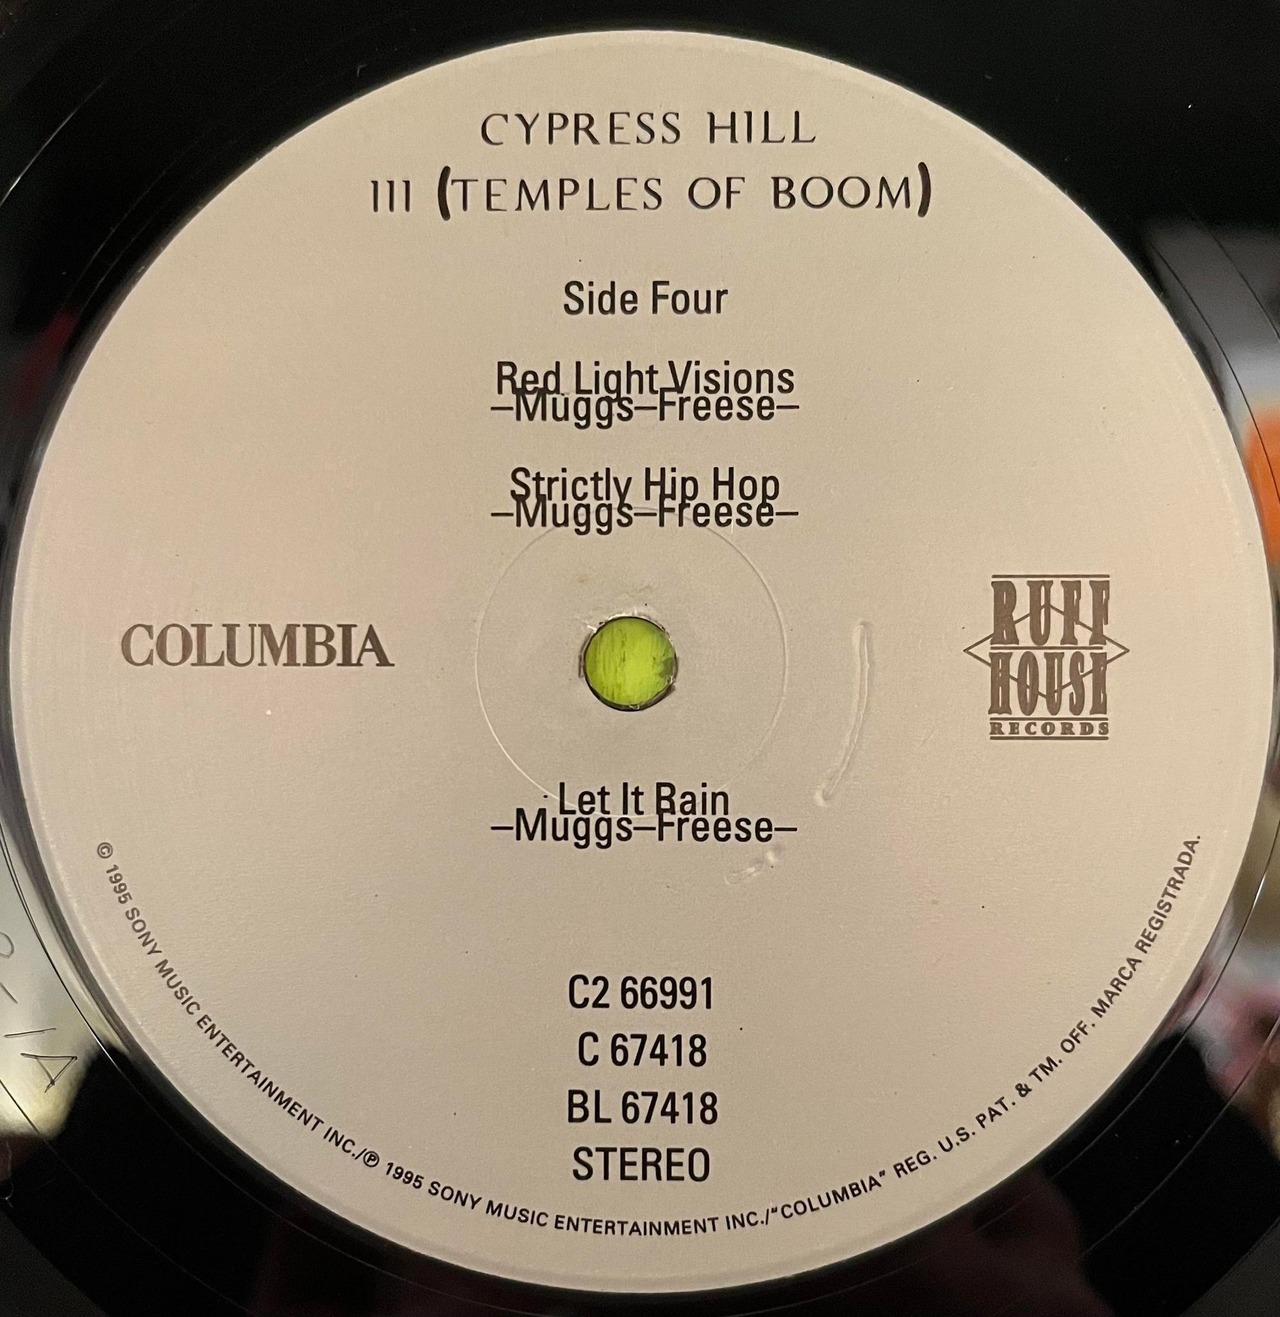 CYPRESS HILL
III (TEMPLES OF BOOM)
Side Four
Red Light Visions
–Muggs–Freese–
Strictly Hip Hop
–Muggs–Freese–
COLUMBIA
RUFF
HOUSE
RECORDS
Let It Rain
–Muggs–Freese–
C2 66991
C 67418
BL 67418
STEREO
© 1995 SONY MUSIC ENTERTAINMENT INC./℗ 1995 SONY MUSIC ENTERTAINMENT INC./"COLUMBIA" REG. U.S. PAT. & TM. OFF. MARCA REGISTRADA.